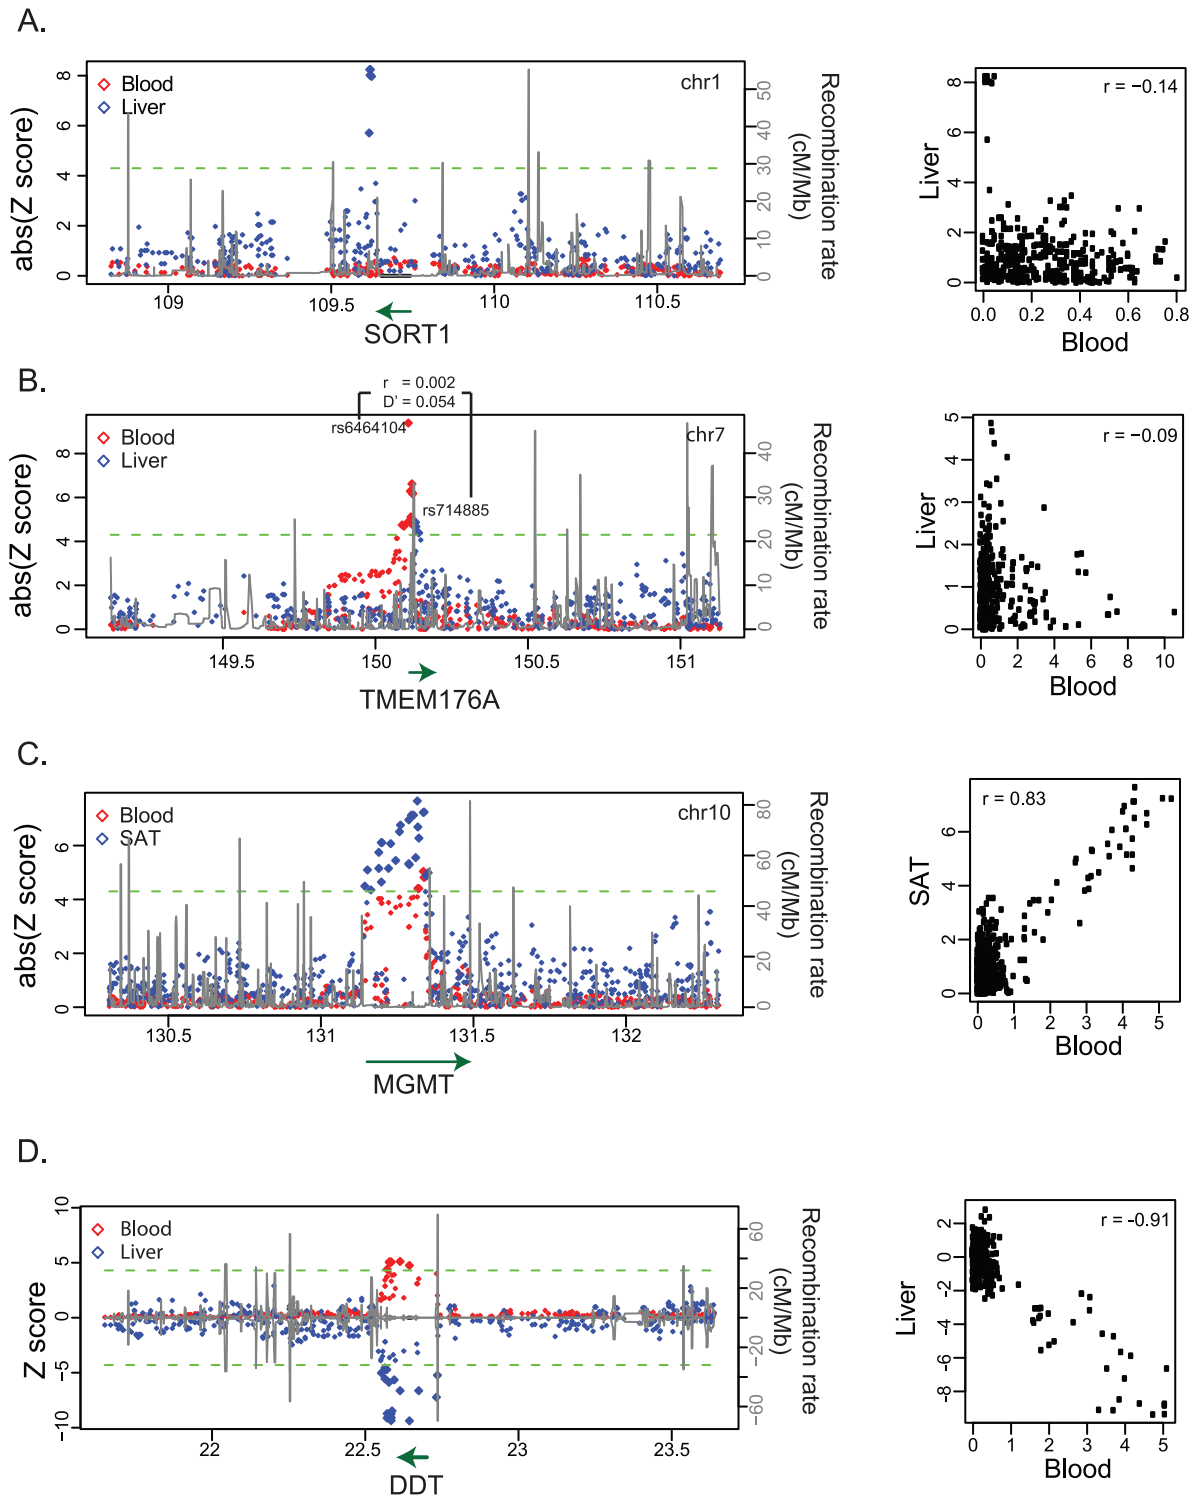 A.
Blood
Liver
chr1
abs(Z score)
0 2 4 6 8
Recombination rate
(cM/Mb)
0 10 20 30 40 50
109 109.5 110 110.5
SORT1
r = −0.14
Liver
0 2 4 6 8
0.0 0.2 0.4 0.6 0.8
Blood
B.
r = 0.002
D' = 0.054
Blood
Liver
rs6464104
rs714885
chr7
abs(Z score)
0 2 4 6 8
Recombination rate
(cM/Mb)
0 10 20 30 40
149.5 150 150.5 151
TMEM176A
r = −0.09
Liver
0 1 2 3 4 5
0 2 4 6 8 10
Blood
C.
Blood
SAT
chr10
abs(Z score)
0 2 4 6
Recombination rate
(cM/Mb)
0 20 40 60 80
130.5 131 131.5 132
MGMT
r = 0.83
SAT
0 2 4 6
0 1 2 3 4 5
Blood
D.
Blood
Liver
Z score
−10 −5 0 5 10
Recombination rate
(cM/Mb)
−60 −20 20 60
22 22.5 23 23.5
DDT
r = -0.91
Liver
−8 −6 −4 −2 0 2
0 1 2 3 4 5
Blood